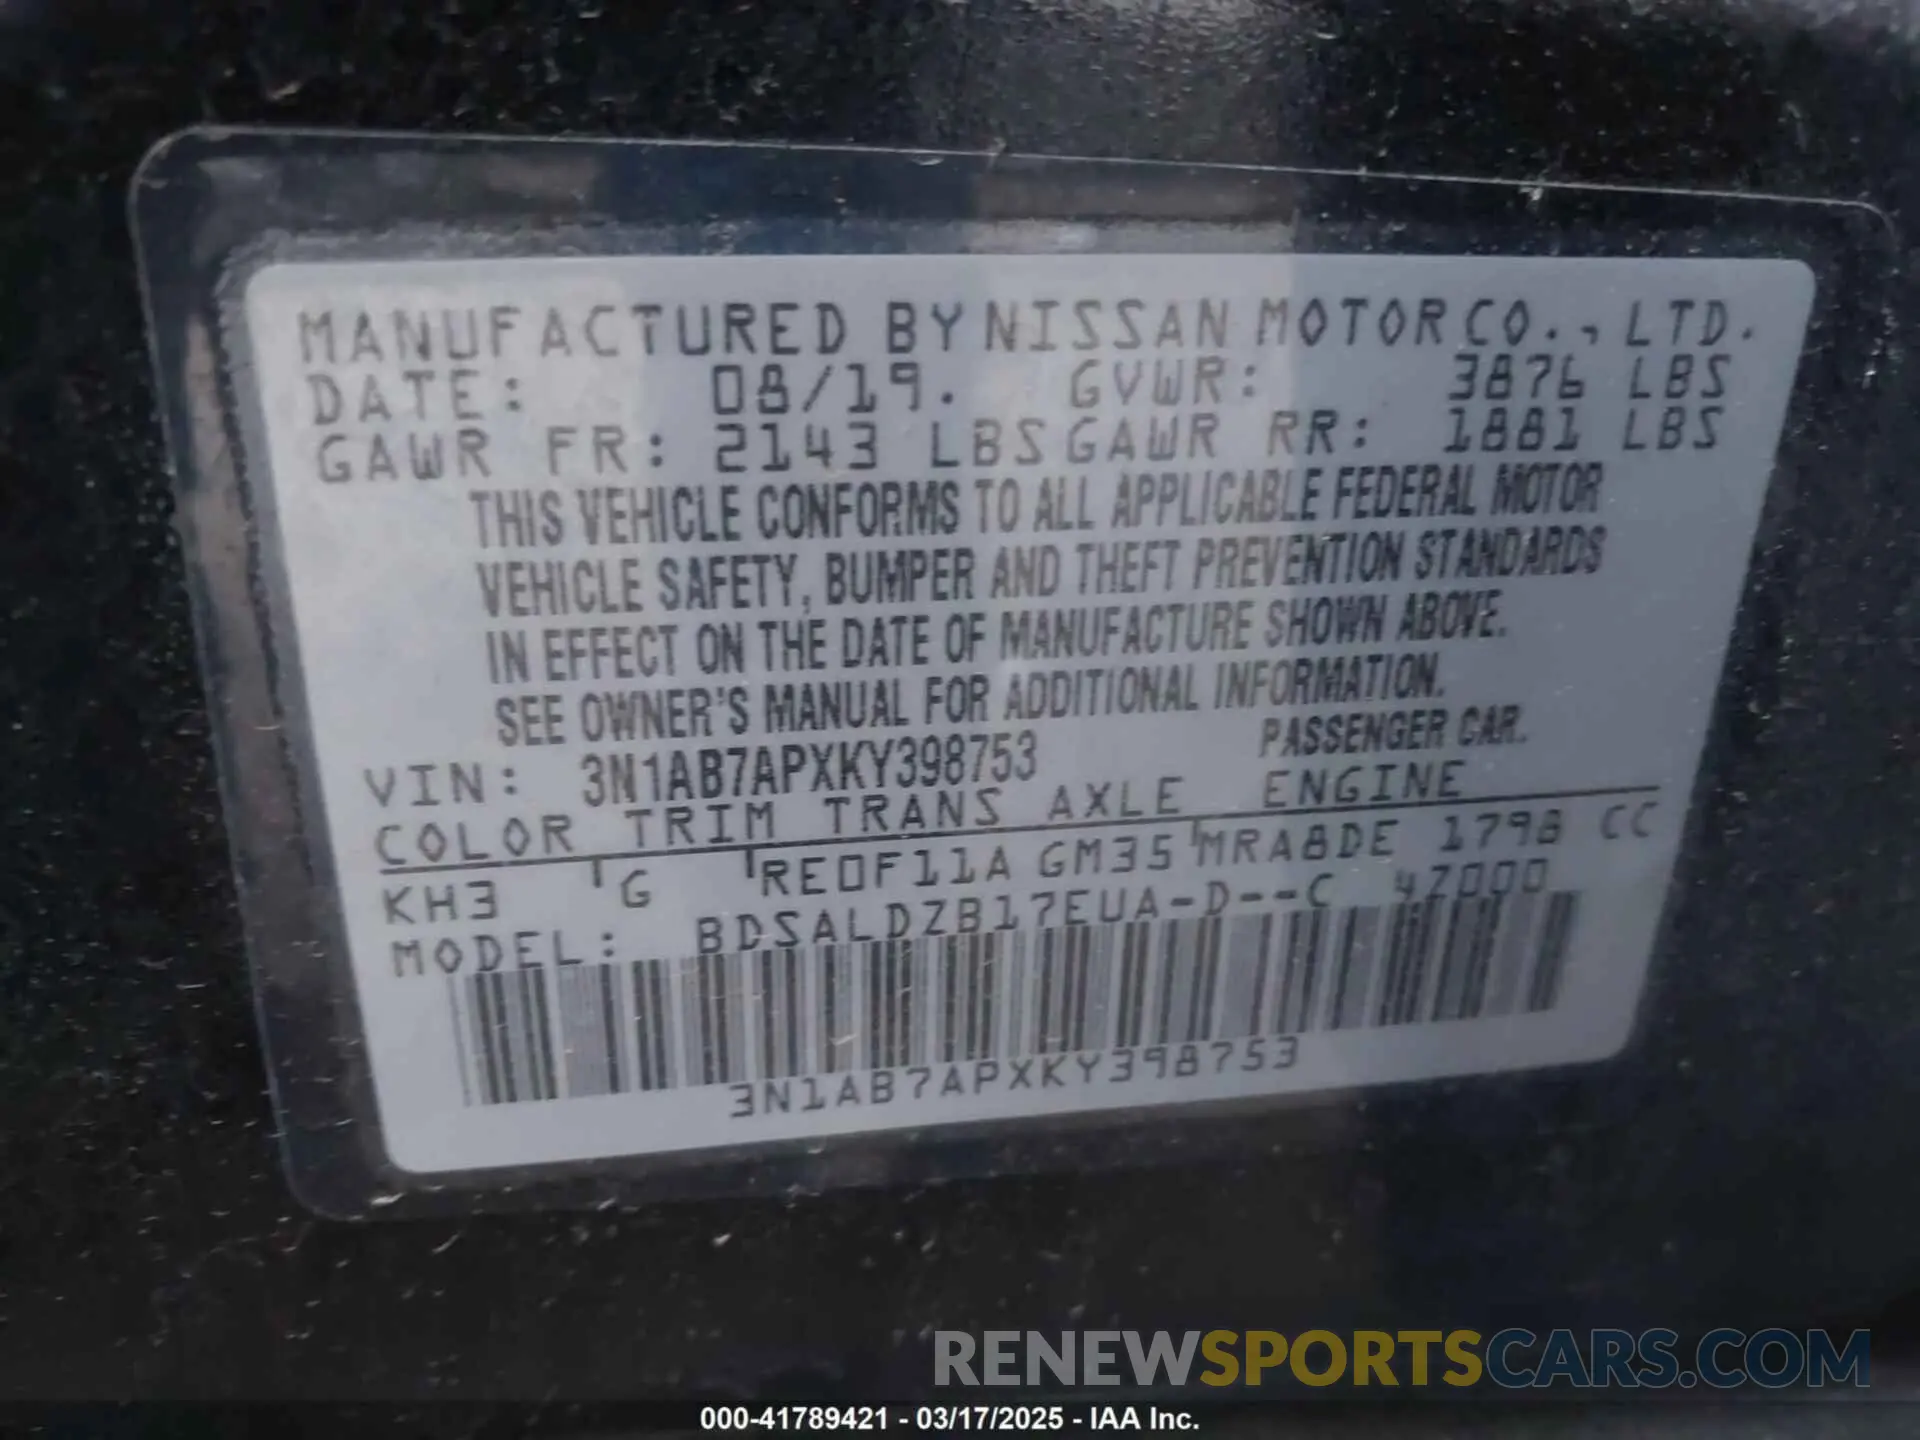 MANUFACTURED BY NISSAN MOTOR CO., LTD.
DATE: 08/19. GVWR: 3876 LBS
GAWR FR: 2143 LBS GAWR RR: 1881 LBS
THIS VEHICLE CONFORMS TO ALL APPLICABLE FEDERAL MOTOR
VEHICLE SAFETY, BUMPER AND THEFT PREVENTION STANDARDS
IN EFFECT ON THE DATE OF MANUFACTURE SHOWN ABOVE.
SEE OWNER'S MANUAL FOR ADDITIONAL INFORMATION.
VIN: 3N1AB7APXKY398753 PASSENGER CAR.
COLOR TRIM TRANS AXLE ENGINE
KH3 G RE0F11A GM35 MRA8DE 1798 CC
MODEL: BDSALDZB17EUA-D--C 4Z000
3N1AB7APXKY398753
RENEWSPORTSCARS.COM
000-41789421 - 03/17/2025 - IAA Inc.